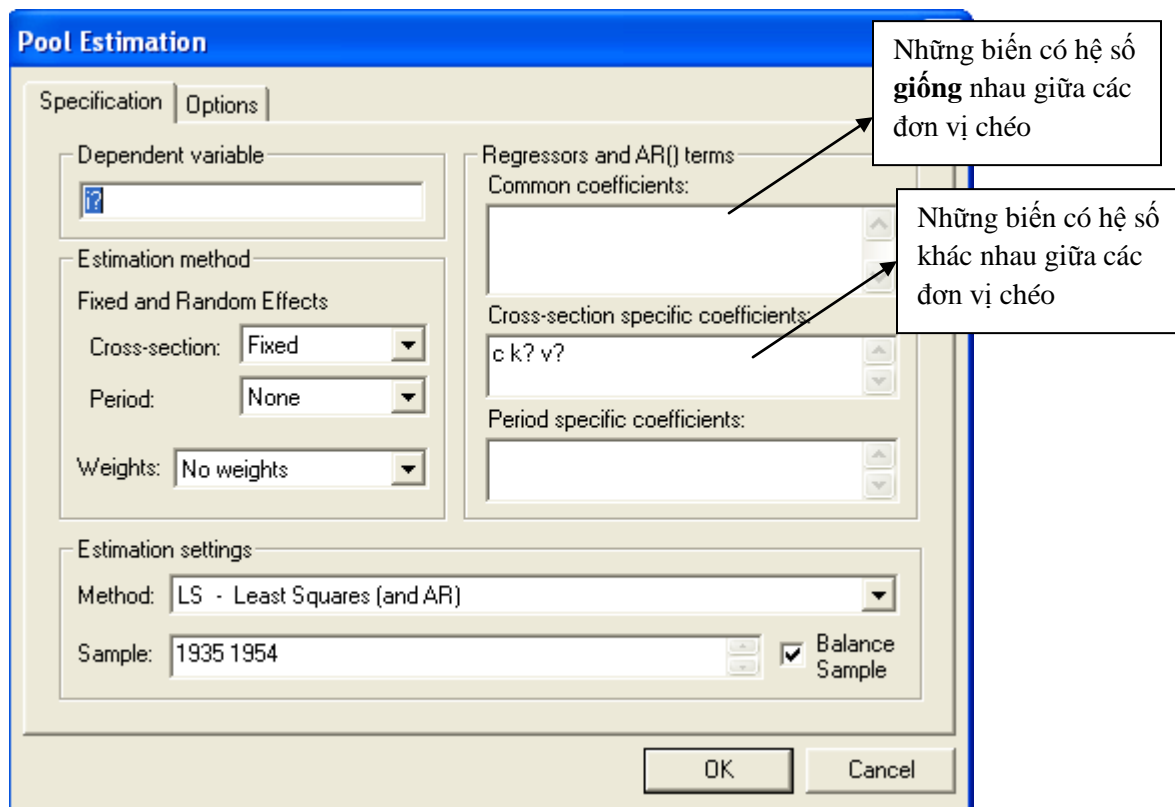 Pool Estimation
Những biến có hệ số
giống nhau giữa các
đơn vị chéo
Specification
Options
Dependent variable
i?
Estimation method
Fixed and Random Effects
Cross-section: Fixed
Period: None
Weights: No weights
Regressors and AR() terms
Common coefficients:
Những biến có hệ số
khác nhau giữa các
đơn vị chéo
Cross-section specific coefficients:
c k? v?
Period specific coefficients:
Estimation settings
Method: LS - Least Squares (and AR)
Sample: 1935 1954
Balance
Sample
OK
Cancel